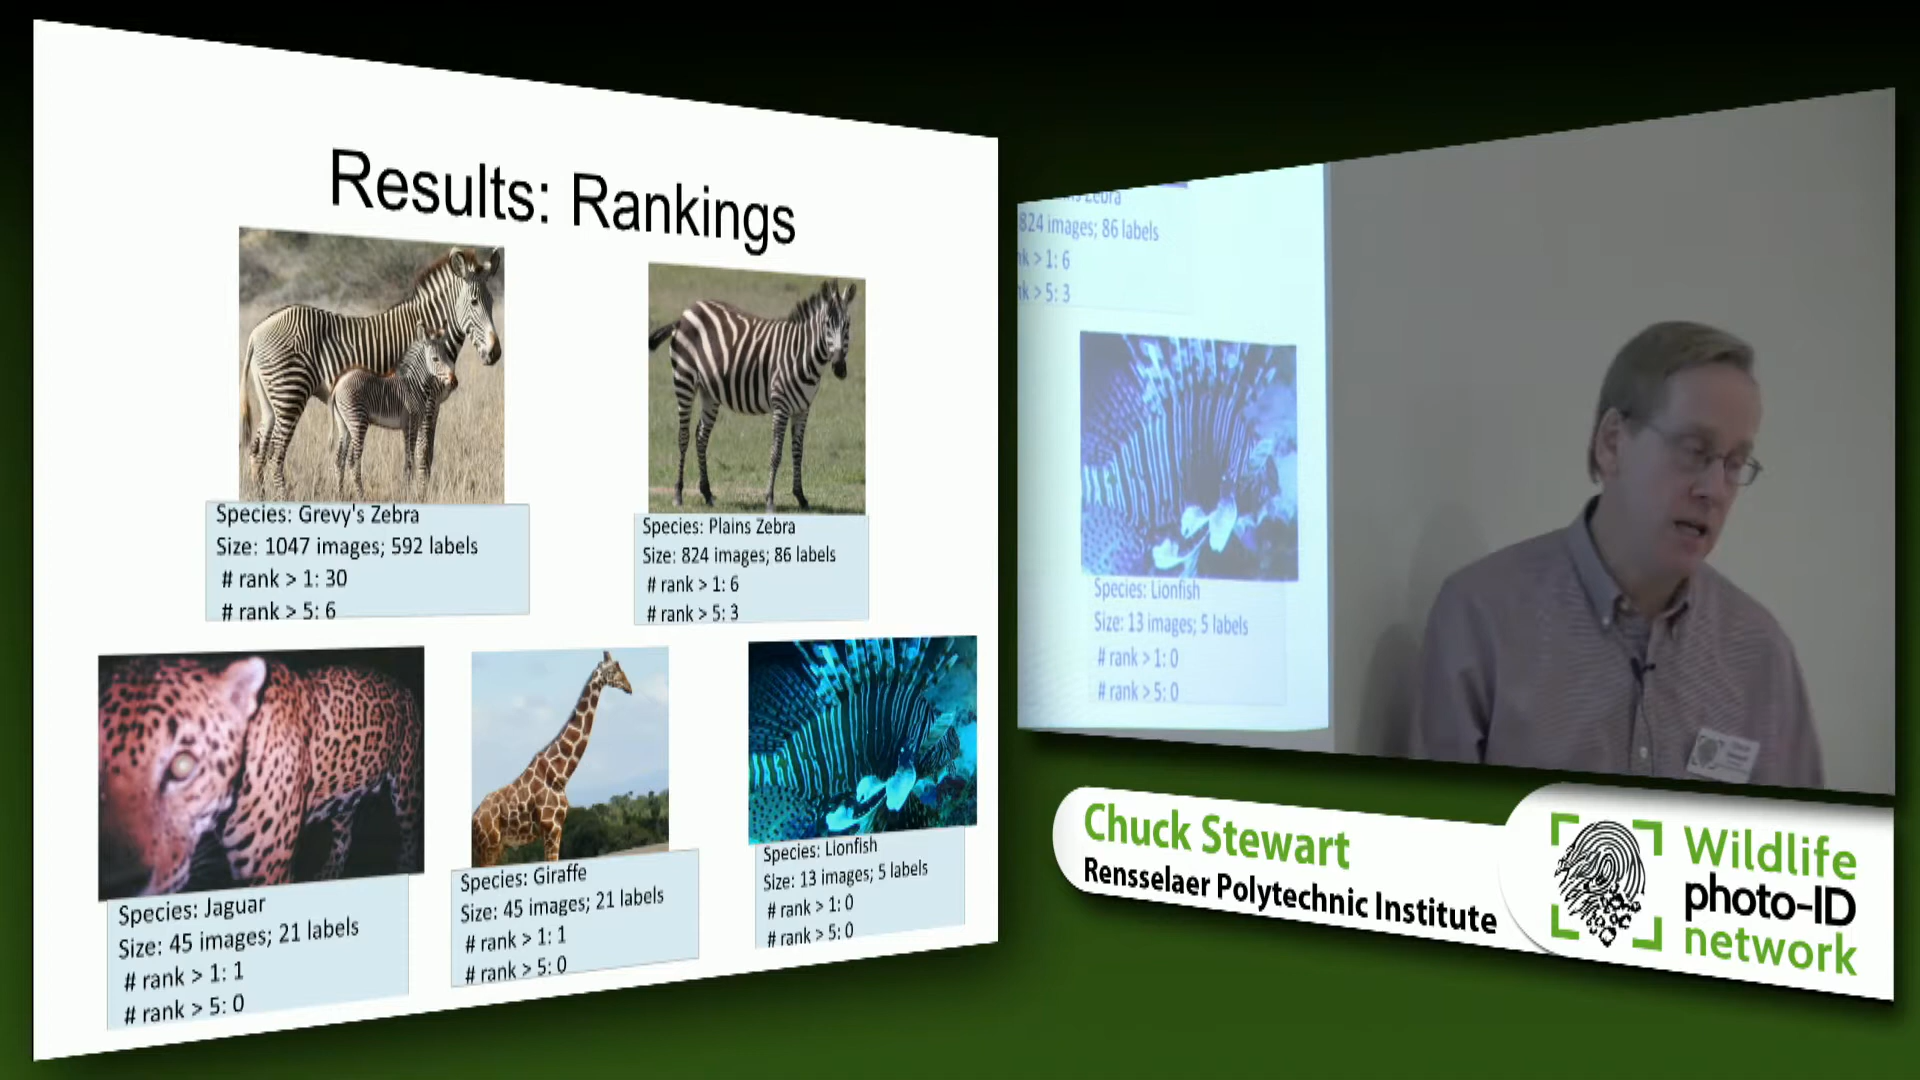 Results: Rankings
Species: Grevy's Zebra
Size: 1047 images; 592 labels
# rank > 1: 30
# rank > 5: 6
Species: Plains Zebra
Size: 824 images; 86 labels
# rank > 1: 6
# rank > 5: 3
Species: Jaguar
Size: 45 images; 21 labels
# rank > 1: 1
# rank > 5: 0
Species: Giraffe
Size: 45 images; 21 labels
# rank > 1: 1
# rank > 5: 0
Species: Lionfish
Size: 13 images; 5 labels
# rank > 1: 0
# rank > 5: 0
Zebra
824 images; 86 labels
> 1: 6
> 5: 3
Species: Lionfish
Size: 13 images; 5 labels
# rank > 1: 0
# rank > 5: 0
Chuck Stewart
Rensselaer Polytechnic Institute
Wildlife
photo-ID
network